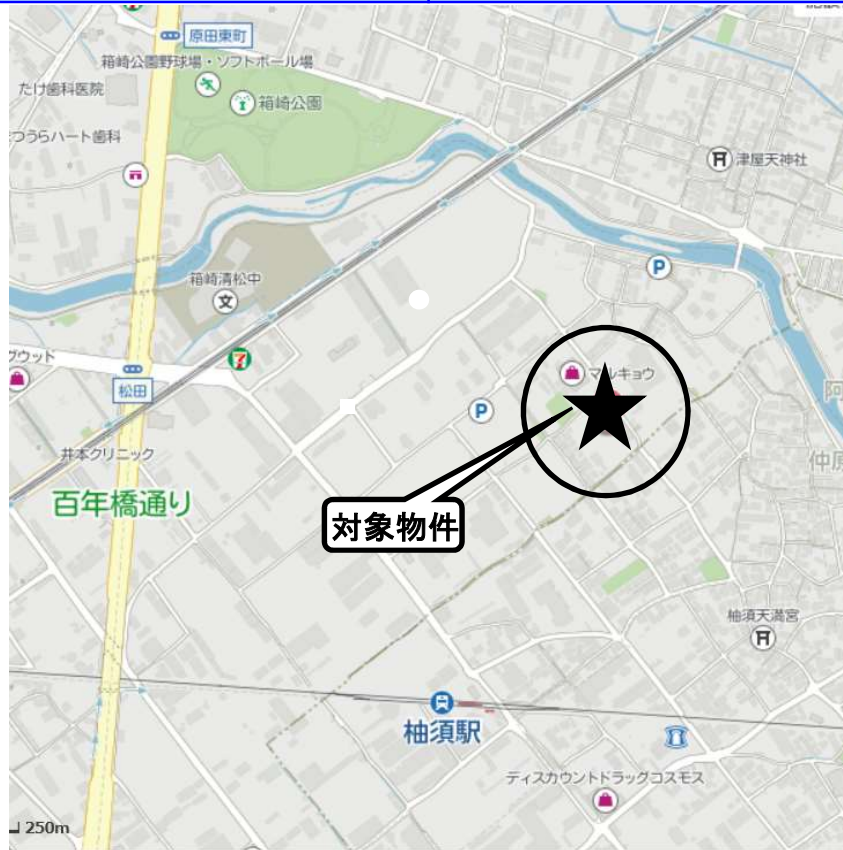 原田東町
箱崎公園野球場・ソフトボール場
たけ歯科医院
箱崎公園
つうらハート歯科
津屋天神社
箱崎清松中
文
P
グウッド
7
松田
マルキョウ
P
井本クリニック
仲原
百年橋通り
対象物件
柚須天満宮
柚須駅
ディスカウントドラッグコスモス
250m